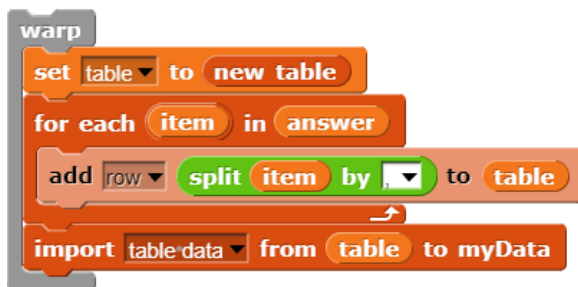 warp
set table to new table
for each item in answer
add row split item by , to table
import table data from table to myData